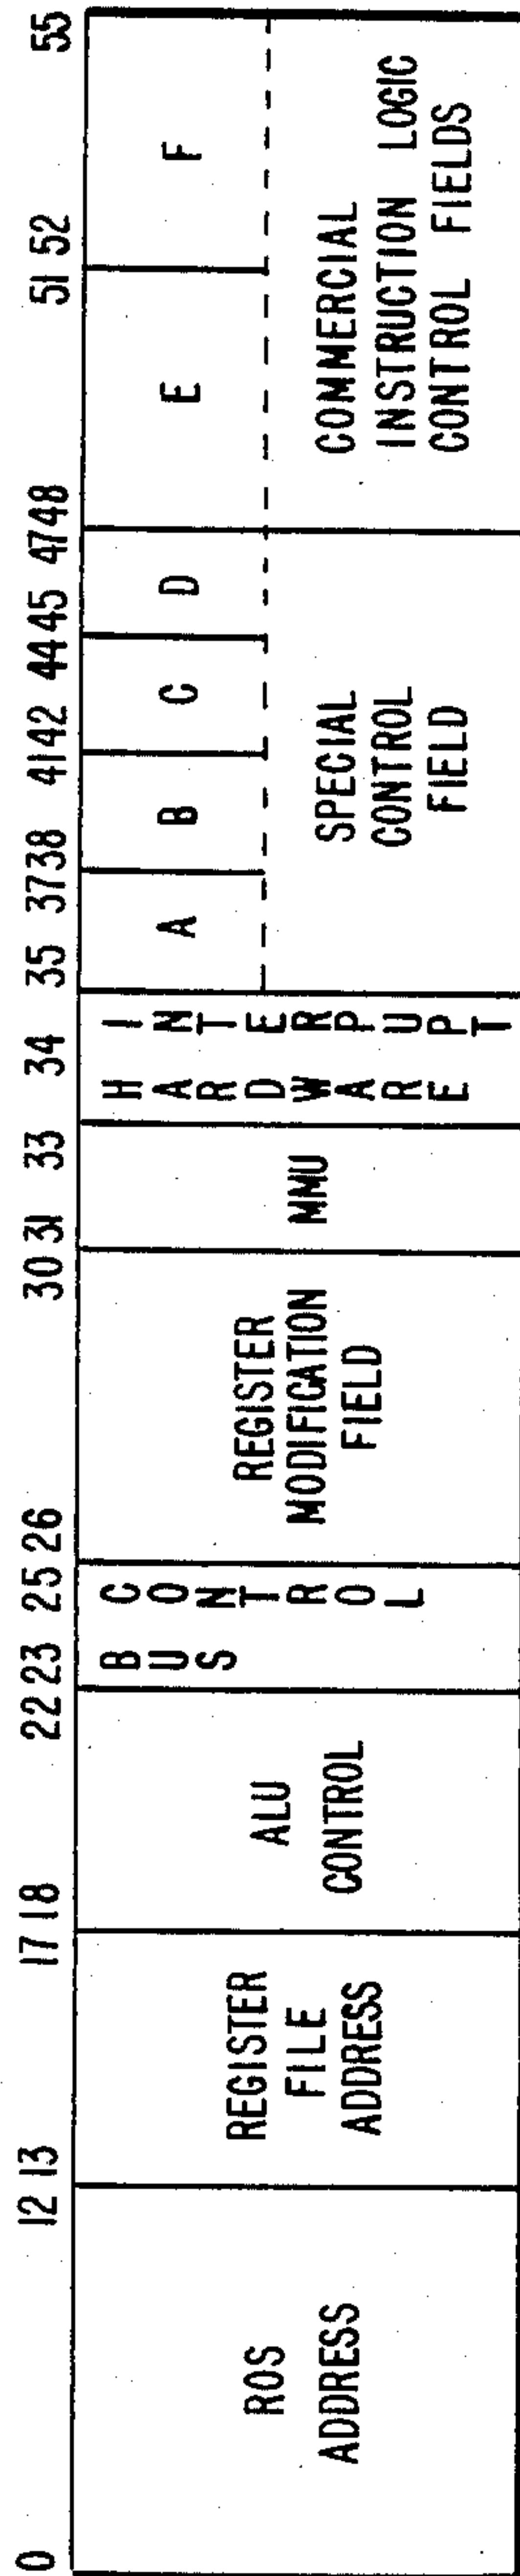 0 12 13 17 18 22 23 25 26 30 31 33 34 35 37 38 41 42 44 45 47 48 51 52 55
ROS
ADDRESS
REGISTER
FILE
ADDRESS
ALU
CONTROL
BUS
CONTROL
REGISTER
MODIFICATION
FIELD
MMU
HARDWARE
INTERPUPT
A B C D E F
SPECIAL
CONTROL
FIELD
COMMERCIAL
INSTRUCTION LOGIC
CONTROL FIELDS